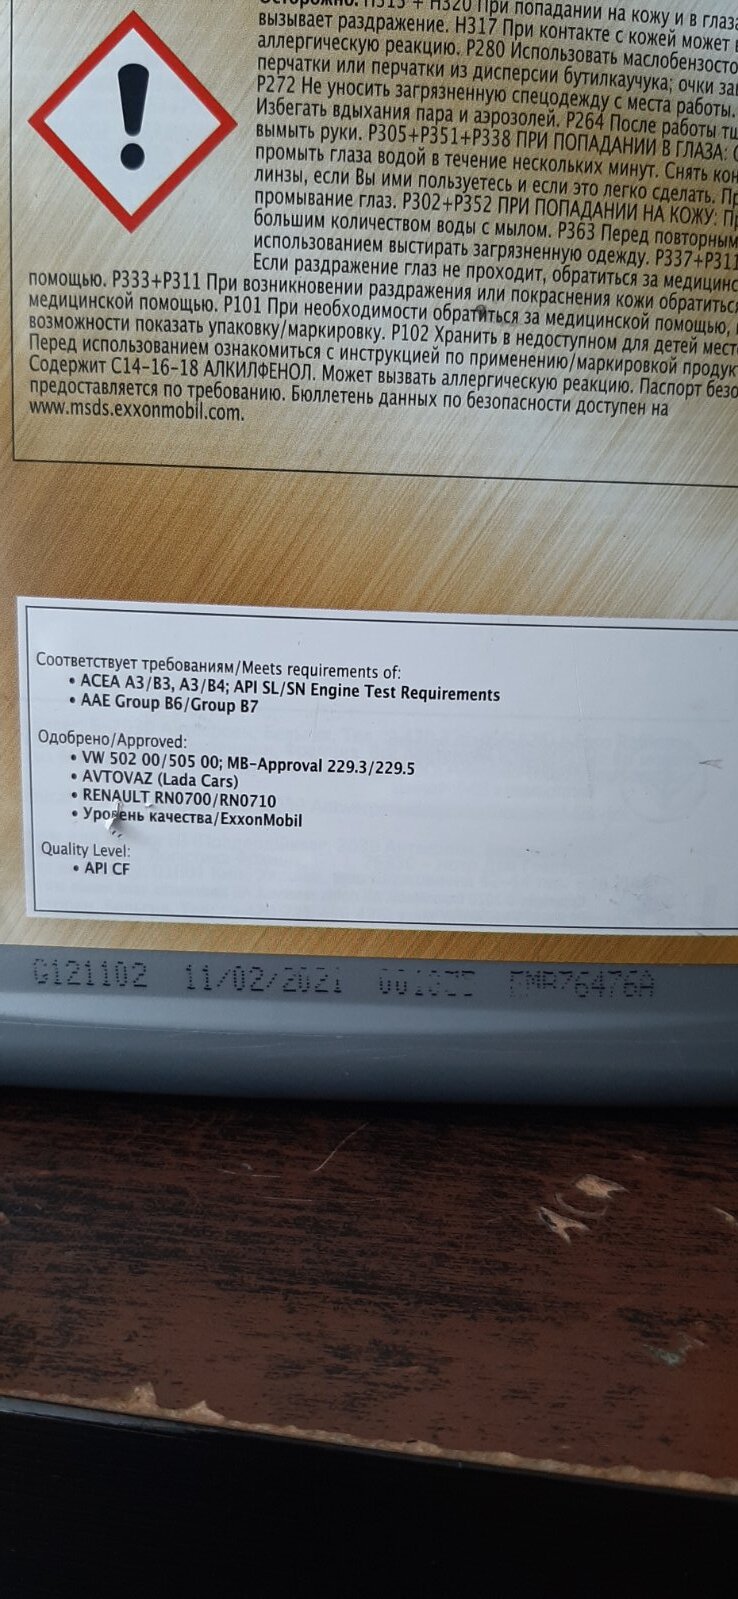 Осторожно. H315 + H320 При попадании на кожу и в глаза
вызывает раздражение. H317 При контакте с кожей может
аллергическую реакцию. P280 Использовать
перчатки или перчатки из дисперсии бутилкаучука; очки
P272 Не уносить загрязненную спецодежду с места работы.
Избегать вдыхания пара и аэрозолей. P264 После работы
вымыть руки. P305+P351+P338 ПРИ ПОПАДАНИИ В ГЛАЗА:
промыть глаза водой в течение нескольких минут. Снять
линзы, если Вы ими пользуетесь и если это легко сделать.
промывание глаз. P302+P352 ПРИ ПОПАДАНИИ НА КОЖУ:
большим количеством воды с мылом. P363 Перед повторным
использованием выстирать загрязненную одежду. P337+P311
Если раздражение глаз не проходит, обратиться за
помощью. P333+P311 При возникновении раздражения или покраснения кожи обратиться
медицинской помощью. P101 При необходимости обратиться за медицинской помощью,
возможности показать упаковку/маркировку. P102 Хранить в недоступном для детей
Перед использованием ознакомиться с инструкцией по применению/маркировкой
Содержит C14-16-18 АЛКИЛФЕНОЛ. Может вызвать аллергическую реакцию. Паспорт
предоставляется по требованию. Бюллетень данных по безопасности доступен на
www.msds.exxonmobil.com.
Соответствует требованиям/Meets requirements of:
• ACEA A3/B3, A3/B4; API SL/SN Engine Test Requirements
• AAE Group B6/Group B7
Одобрено/Approved:
• VW 502 00/505 00; MB-Approval 229.3/229.5
• AVTOVAZ (Lada Cars)
• RENAULT RN0700/RN0710
• Уровень качества/ExxonMobil
Quality Level:
• API CF
G121102 11/02/2021